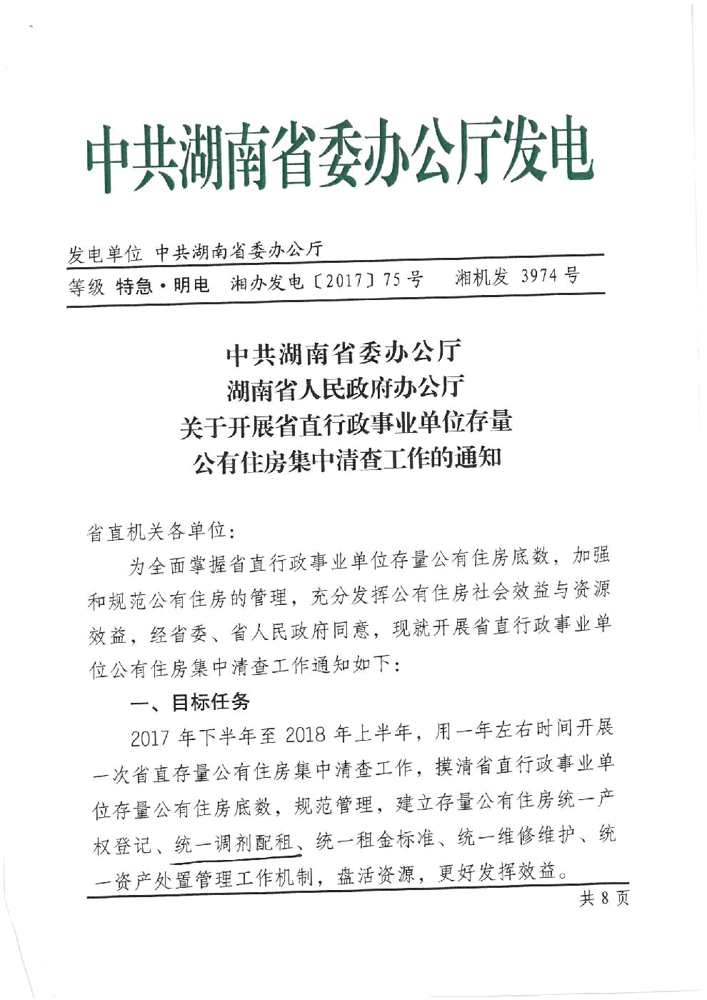 中共湖南省委办公厅发电
发电单位 中共湖南省委办公厅
等级 特急·明电 湘办发电〔2017〕75号 湘机发 3974号
中共湖南省委办公厅
湖南省人民政府办公厅
关于开展省直行政事业单位存量
公有住房集中清查工作的通知
省直机关各单位：
为全面掌握省直行政事业单位存量公有住房底数，加强
和规范公有住房的管理，充分发挥公有住房社会效益与资源
效益，经省委、省人民政府同意，现就开展省直行政事业单
位公有住房集中清查工作通知如下：
一、目标任务
2017年下半年至2018年上半年，用一年左右时间开展
一次省直存量公有住房集中清查工作，摸清省直行政事业单
位存量公有住房底数，规范管理，建立存量公有住房统一产
权登记、统一调剂配租、统一租金标准、统一维修维护、统
一资产处置管理工作机制，盘活资源，更好发挥效益。
共8页